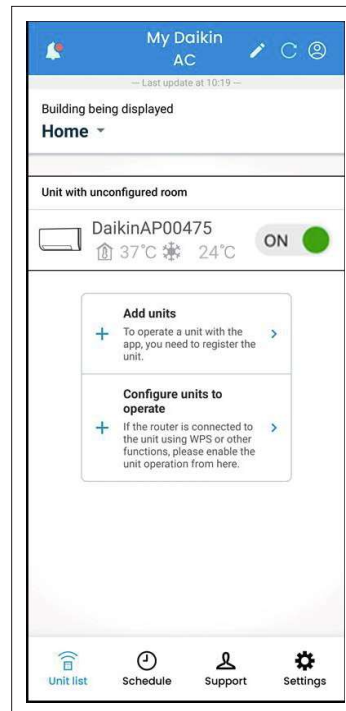 My Daikin
AC
— Last update at 10:19 —
Building being displayed
Home
Unit with unconfigured room
DaikinAP00475
37°C 24°C
ON
Add units
To operate a unit with the
app, you need to register the
unit.
Configure units to
operate
If the router is connected to
the unit using WPS or other
functions, please enable the
unit operation from here.
Unit list Schedule Support Settings